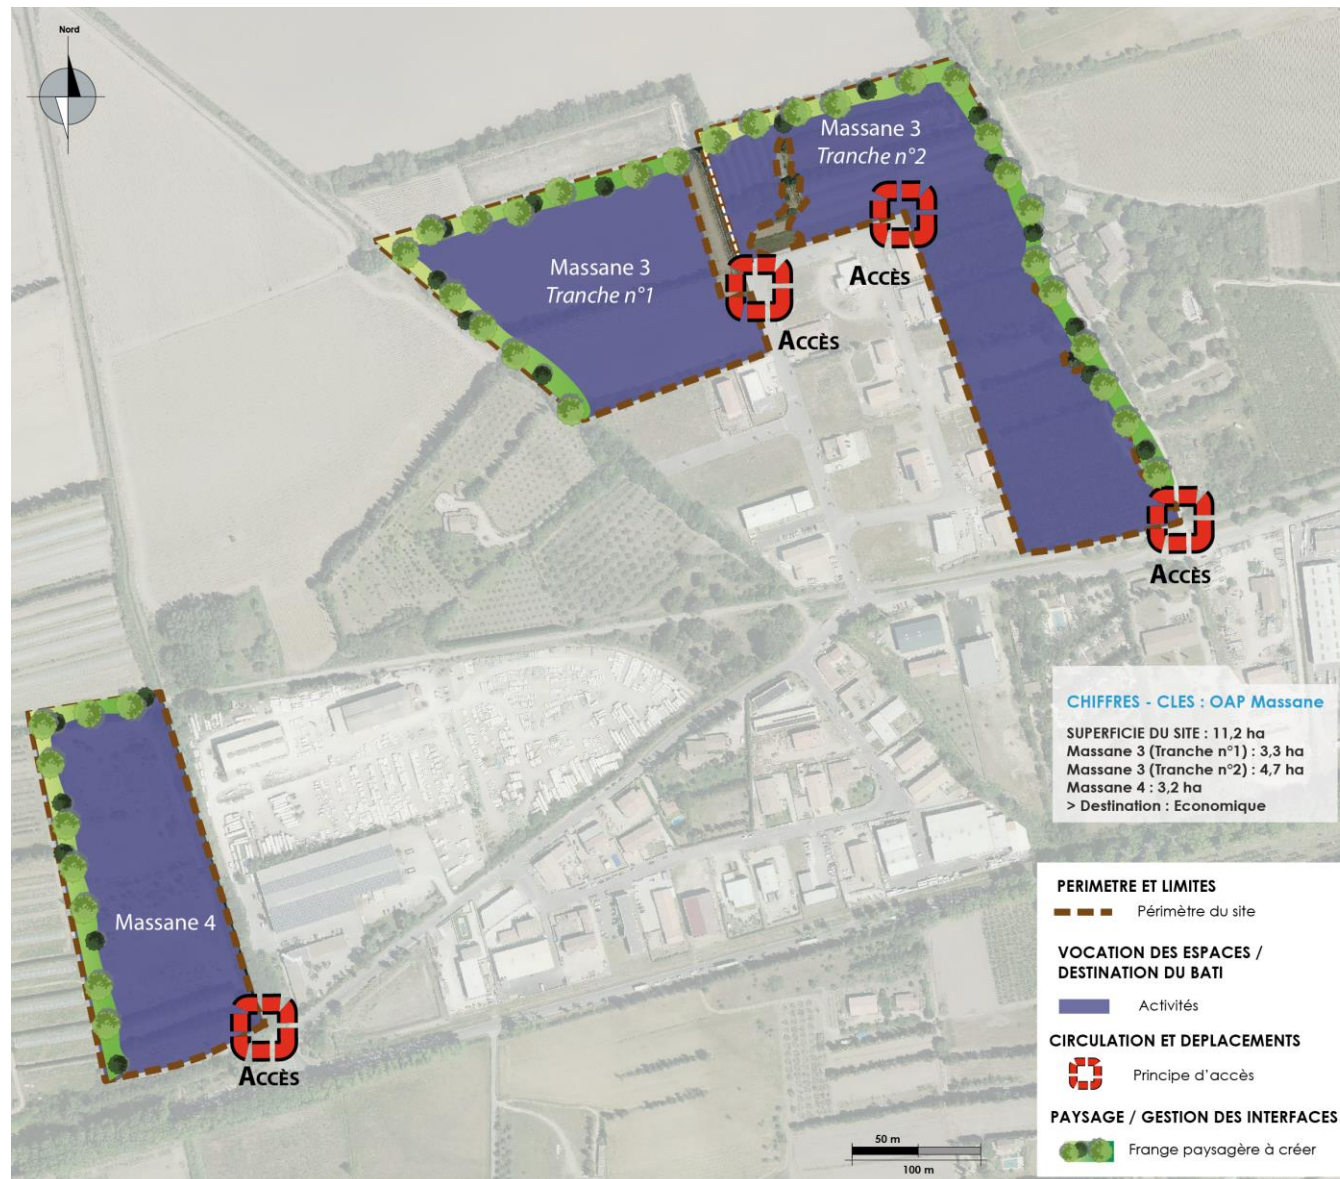 Nord
Massane 3
Tranche n°2
Massane 3
Tranche n°1
Accès
Accès
Accès
CHIFFRES - CLES : OAP Massane
SUPERFICIE DU SITE : 11,2 ha
Massane 3 (Tranche n°1) : 3,3 ha
Massane 3 (Tranche n°2) : 4,7 ha
Massane 4 : 3,2 ha
> Destination : Economique
Massane 4
Accès
PERIMETRE ET LIMITES
Périmètre du site
VOCATION DES ESPACES /
DESTINATION DU BATI
Activités
CIRCULATION ET DEPLACEMENTS
Principe d'accès
PAYSAGE / GESTION DES INTERFACES
Frange paysagère à créer
50 m
100 m